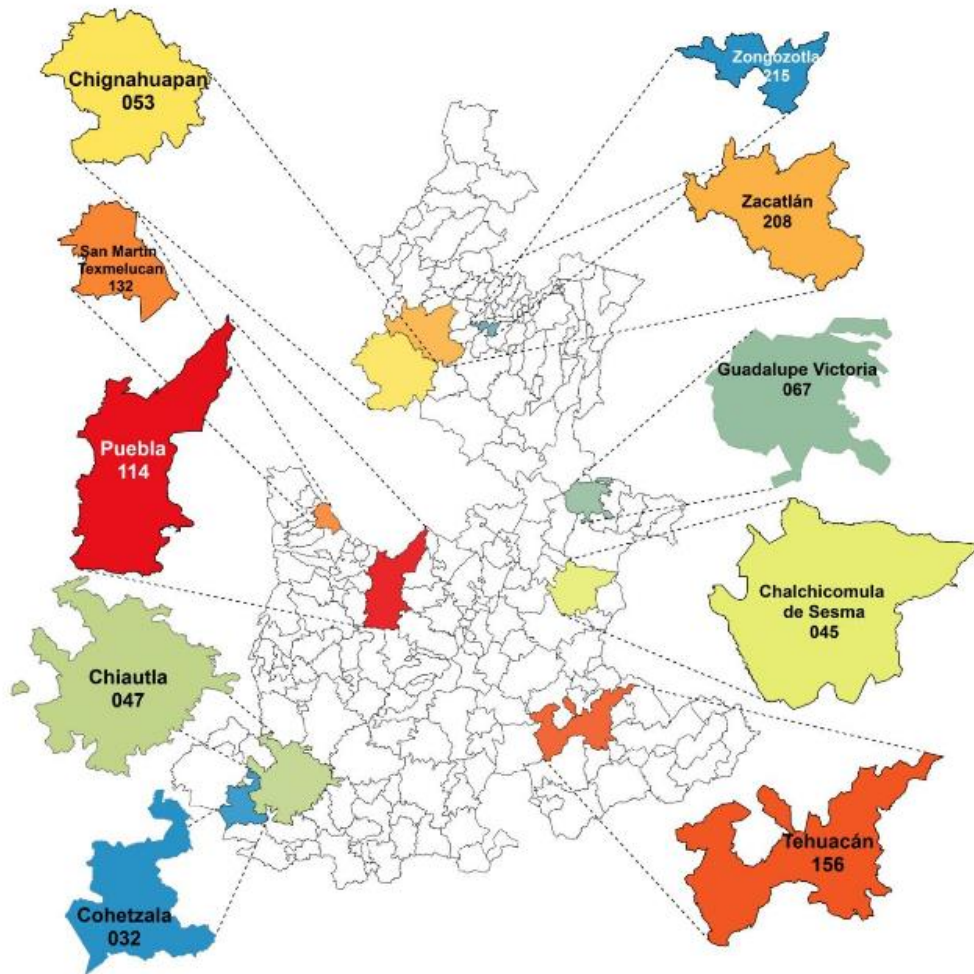 Chignahuapan
053
San Martín
Texmelucan
132
Puebla
114
Chiautla
047
Cohetzala
032
Zongozotla
215
Zacatlán
208
Guadalupe Victoria
067
Chalchicomula
de Sesma
045
Tehuacán
156